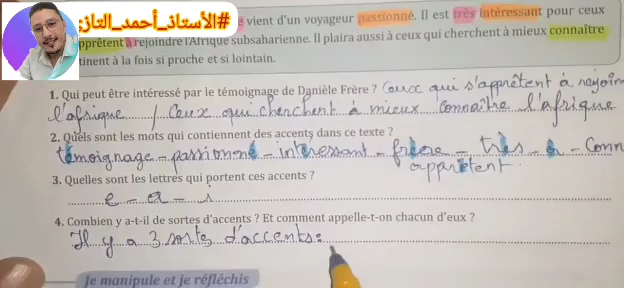 #الأستاذ_أحمد_التازي
vient d'un voyageur passionné. Il est très intéressant pour ceux
apprêtent à rejoindre l'Afrique subsaharienne. Il plaira aussi à ceux qui cherchent à mieux connaître
tinent à la fois si proche et si lointain.
1. Qui peut être intéressé par le témoignage de Danièle Frère ? Ceux qui s'apprêtent à rejoin
l'afrique / Ceux qui cherchent à mieux connaître l'afrique
2. Quels sont les mots qui contiennent des accents dans ce texte ?
témoignage - passionné - intéressant - frère - très - à - Conn
apprêtent
3. Quelles sont les lettres qui portent ces accents ?
e - a - i
4. Combien y a-t-il de sortes d'accents ? Et comment appelle-t-on chacun d'eux ?
Il y a 3 sortes d'accents :
Je manipule et je réfléchis